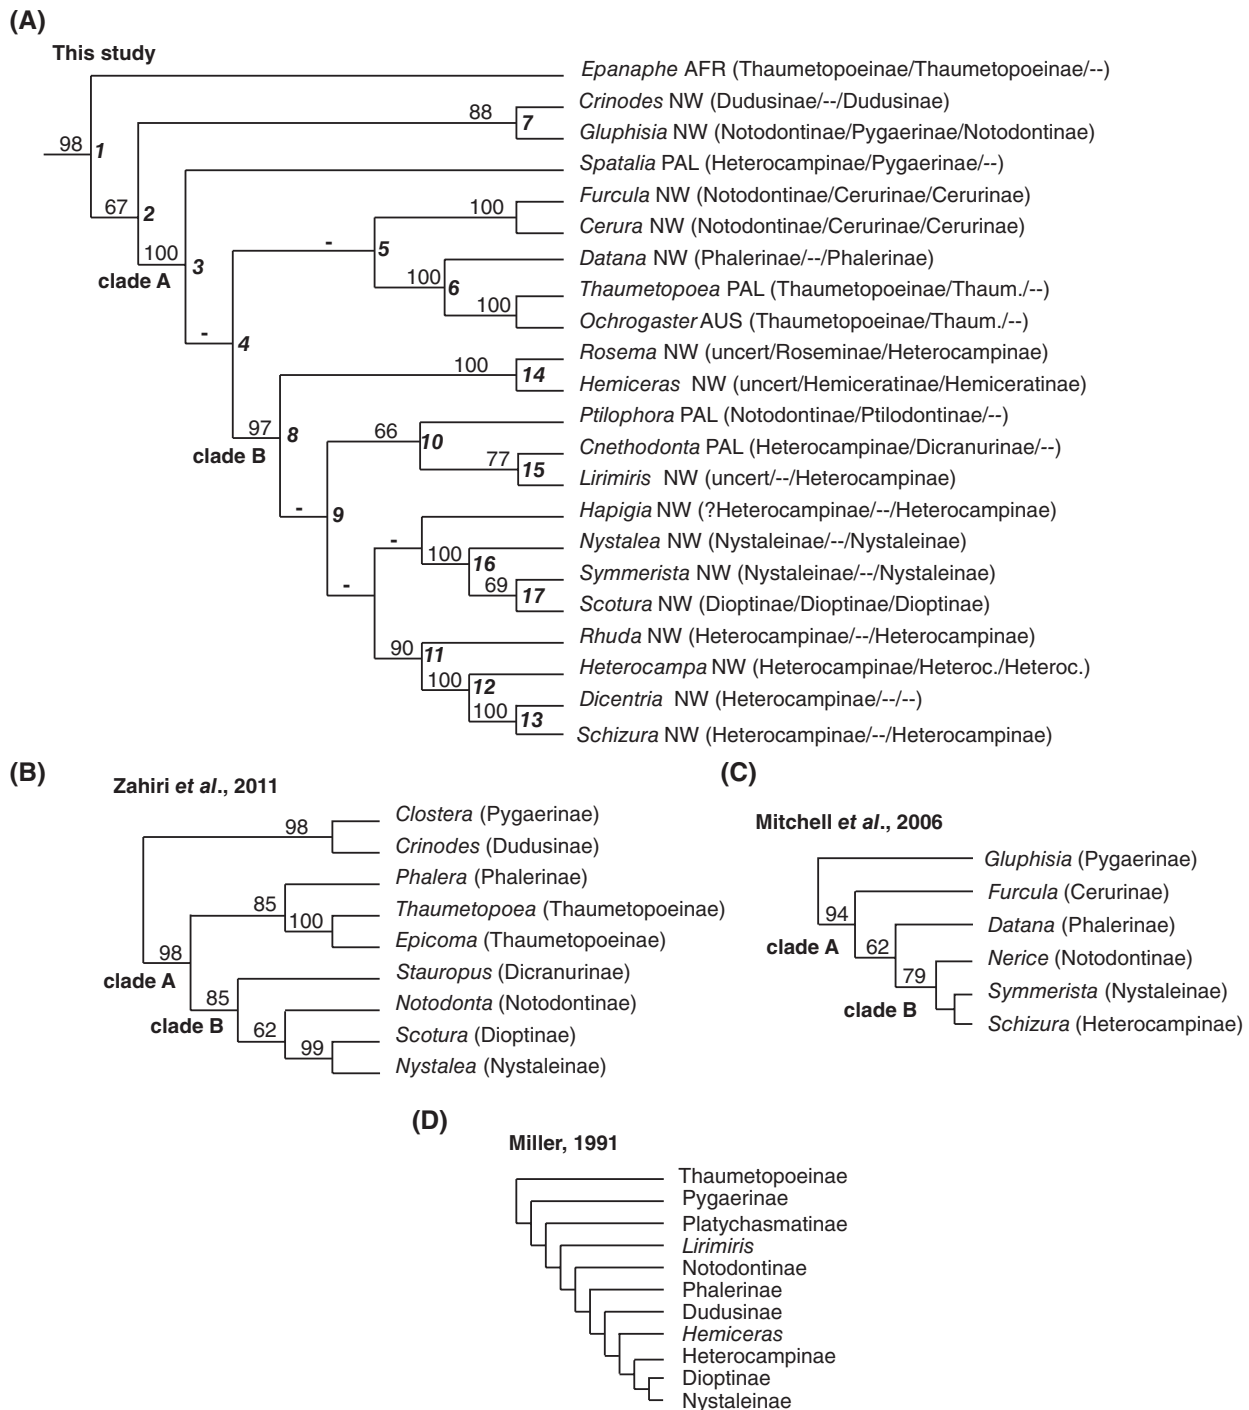 (A)
This study
Epanaphe AFR (Thaumetopoeinae/Thaumetopoeinae/--)
Crinodes NW (Dudusinae/--/Dudusinae)
88
7
Gluphisia NW (Notodontinae/Pygaerinae/Notodontinae)
98
1
Spatalia PAL (Heterocampinae/Pygaerinae/--)
Furcula NW (Notodontinae/Cerurinae/Cerurinae)
67
2
100
Cerura NW (Notodontinae/Cerurinae/Cerurinae)
-
5
100
3
clade A
Datana NW (Phalerinae/--/Phalerinae)
100
6
Thaumetopoea PAL (Thaumetopoeinae/Thaum./--)
100
Ochrogaster AUS (Thaumetopoeinae/Thaum./--)
-
4
Rosema NW (uncert/Roseminae/Heterocampinae)
100
14
Hemiceras NW (uncert/Hemiceratinae/Hemiceratinae)
Ptilophora PAL (Notodontinae/Ptilodontinae/--)
97
8
66
10
clade B
Cnethodonta PAL (Heterocampinae/Dicranurinae/--)
77
15
Lirimiris NW (uncert/--/Heterocampinae)
-
9
Hapigia NW (?Heterocampinae/--/Heterocampinae)
-
Nystalea NW (Nystaleinae/--/Nystaleinae)
100
16
Symmerista NW (Nystaleinae/--/Nystaleinae)
-
69
17
Scotura NW (Dioptinae/Dioptinae/Dioptinae)
Rhuda NW (Heterocampinae/--/Heterocampinae)
90
11
Heterocampa NW (Heterocampinae/Heteroc./Heteroc.)
100
12
Dicentria NW (Heterocampinae/--/--)
100
13
Schizura NW (Heterocampinae/--/Heterocampinae)
(B)
Zahiri et al., 2011
Clostera (Pygaerinae)
98
Crinodes (Dudusinae)
Phalera (Phalerinae)
85
Thaumetopoea (Thaumetopoeinae)
100
Epicoma (Thaumetopoeinae)
98
clade A
Stauropus (Dicranurinae)
85
clade B
Notodonta (Notodontinae)
62
Scotura (Dioptinae)
99
Nystalea (Nystaleinae)
(C)
Mitchell et al., 2006
Gluphisia (Pygaerinae)
Furcula (Cerurinae)
94
clade A
Datana (Phalerinae)
62
Nerice (Notodontinae)
79
clade B
Symmerista (Nystaleinae)
Schizura (Heterocampinae)
(D)
Miller, 1991
Thaumetopoeinae
Pygaerinae
Platychasmatinae
Lirimiris
Notodontinae
Phalerinae
Dudusinae
Hemiceras
Heterocampinae
Dioptinae
Nystaleinae